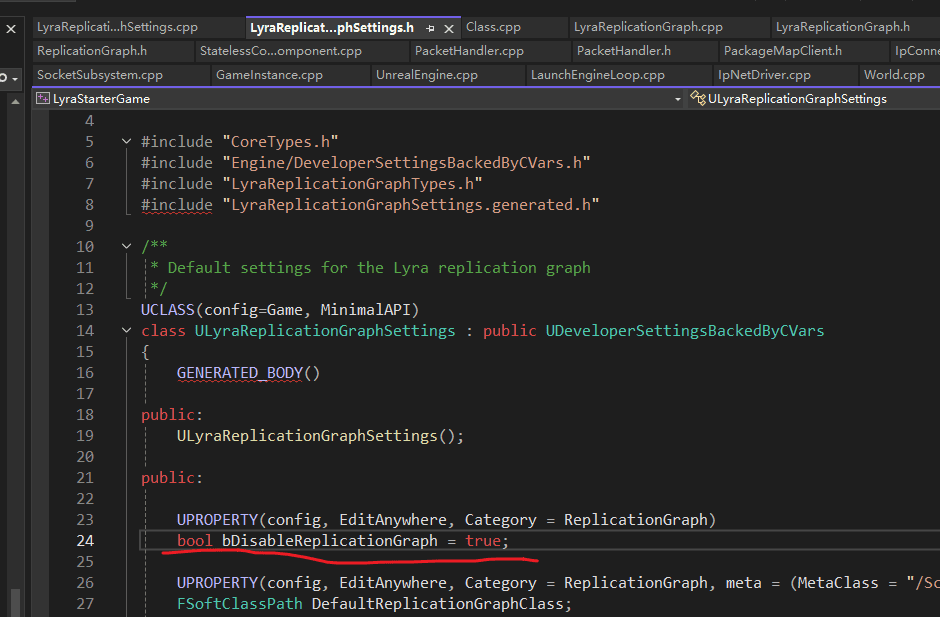 LyraReplicati...hSettings.cpp LyraReplicat...phSettings.h Class.cpp LyraReplicationGraph.cpp LyraReplicationGraph.h
ReplicationGraph.h StatelessCo...omponent.cpp PacketHandler.cpp PacketHandler.h PackageMapClient.h IpConne
SocketSubsystem.cpp GameInstance.cpp UnrealEngine.cpp LaunchEngineLoop.cpp IpNetDriver.cpp World.cpp
LyraStarterGame ULyraReplicationGraphSettings
4
5 #include "CoreTypes.h"
6 #include "Engine/DeveloperSettingsBackedByCVars.h"
7 #include "LyraReplicationGraphTypes.h"
8 #include "LyraReplicationGraphSettings.generated.h"
9
10 /**
11 * Default settings for the Lyra replication graph
12 */
13 UCLASS(config=Game, MinimalAPI)
14 class ULyraReplicationGraphSettings : public UDeveloperSettingsBackedByCVars
15 {
16 GENERATED_BODY()
17
18 public:
19 ULyraReplicationGraphSettings();
20
21 public:
22
23 UPROPERTY(config, EditAnywhere, Category = ReplicationGraph)
24 bool bDisableReplicationGraph = true;
25
26 UPROPERTY(config, EditAnywhere, Category = ReplicationGraph, meta = (MetaClass = "/Sc
27 FSoftClassPath DefaultReplicationGraphClass;